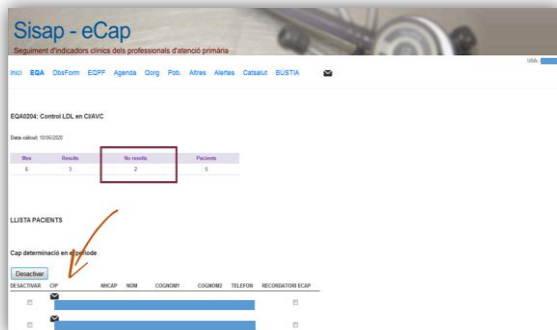 Sisap - eCap
Seguiment d'indicadors clínics dels professionals d'atenció primària
USA:
Inici EQA DbsForm EQPF Agenda Qorg Pob. Altres Alertes Catsalut BÚSTIA
EQA0204: Control LDL en CI/AVC
Data càlcul: 10/06/2020
Mes Resolts No resolts Pacients
6 3 2 5
LLISTA PACIENTS
Cap determinació en el període
Desactivar
DESACTIVAR CIP NHCAP NOM COGNOM1 COGNOM2 TELEFON RECORDATORI ECAP